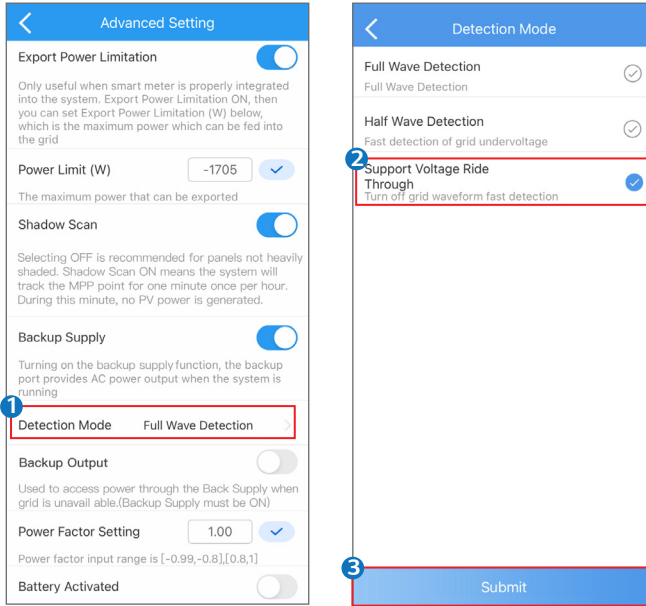 Advanced Setting
Export Power Limitation
Only useful when smart meter is properly integrated
into the system. Export Power Limitation ON, then
you can set Export Power Limitation (W) below,
which is the maximum power which can be fed into
the grid
Power Limit (W) -1705
The maximum power that can be exported
Shadow Scan
Selecting OFF is recommended for panels not heavily
shaded. Shadow Scan ON means the system will
track the MPP point for one minute once per hour.
During this minute, no PV power is generated.
Backup Supply
Turning on the backup supply function, the backup
port provides AC power output when the system is
running
1
Detection Mode Full Wave Detection
Backup Output
Used to access power through the Back Supply when
grid is unavail able.(Backup Supply must be ON)
Power Factor Setting 1.00
Power factor input range is [-0.99,-0.8],[0.8,1]
Battery Activated
Detection Mode
Full Wave Detection
Full Wave Detection
Half Wave Detection
Fast detection of grid undervoltage
2
Support Voltage Ride
Through
Turn off grid waveform fast detection
3
Submit